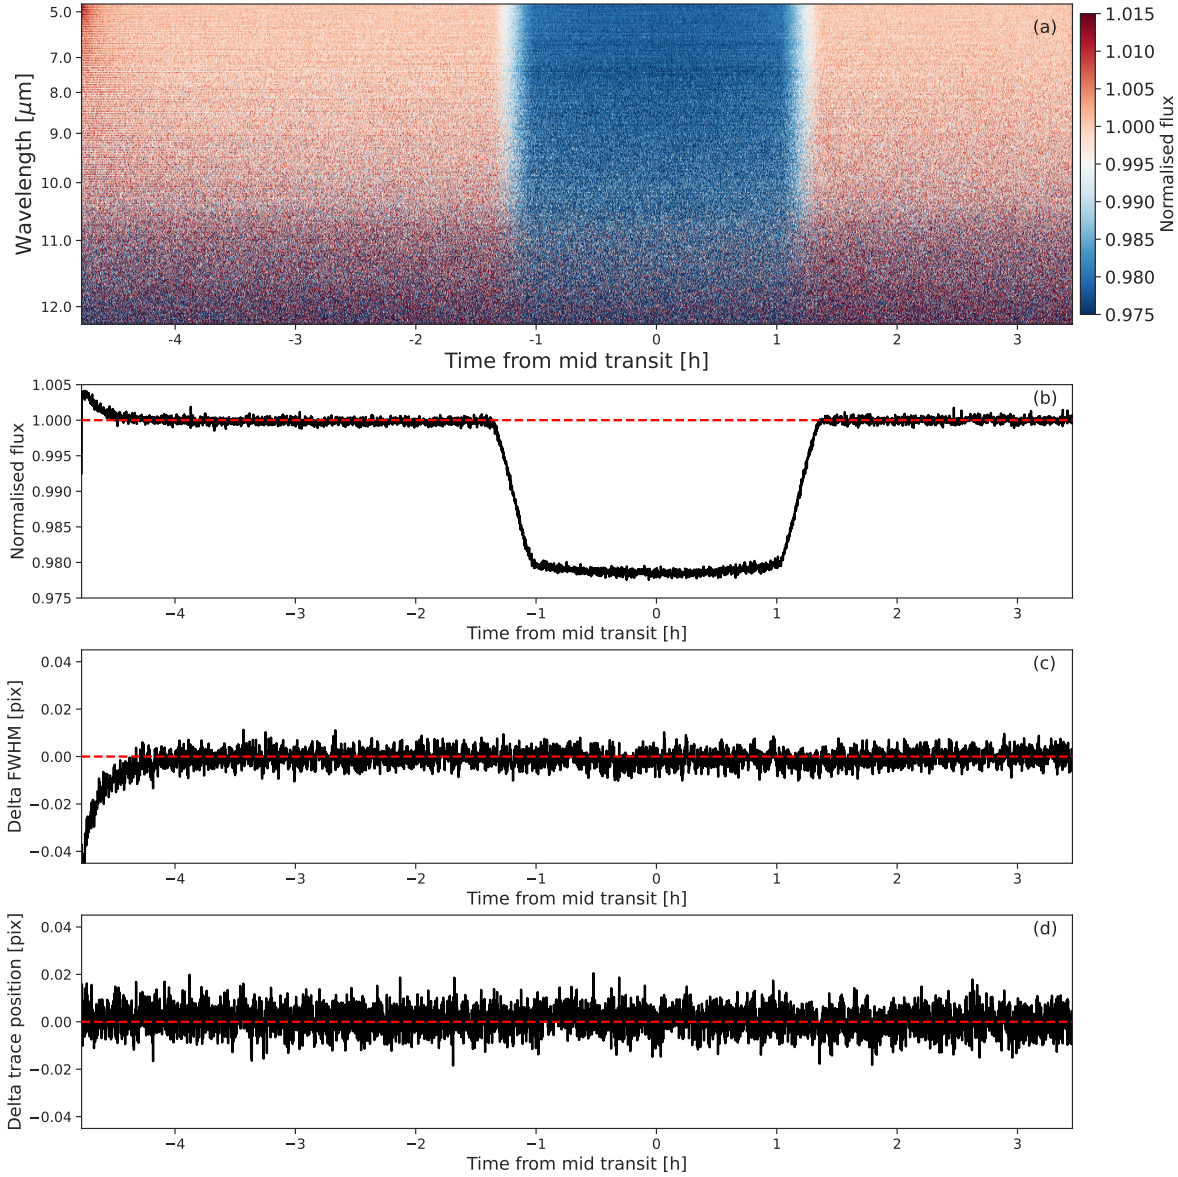 (a)
Wavelength [μm]
5.0
7.0
8.0
9.0
10.0
11.0
12.0
-4 -3 -2 -1 0 1 2 3
Time from mid transit [h]
1.015
1.010
1.005
1.000
0.995
0.990
0.985
0.980
0.975
Normalised flux
(b)
Normalised flux
1.005
1.000
0.995
0.990
0.985
0.980
0.975
−4 −3 −2 −1 0 1 2 3
Time from mid transit [h]
(c)
Delta FWHM [pix]
0.04
0.02
0.00
−0.02
−0.04
−4 −3 −2 −1 0 1 2 3
Time from mid transit [h]
(d)
Delta trace position [pix]
0.04
0.02
0.00
−0.02
−0.04
−4 −3 −2 −1 0 1 2 3
Time from mid transit [h]